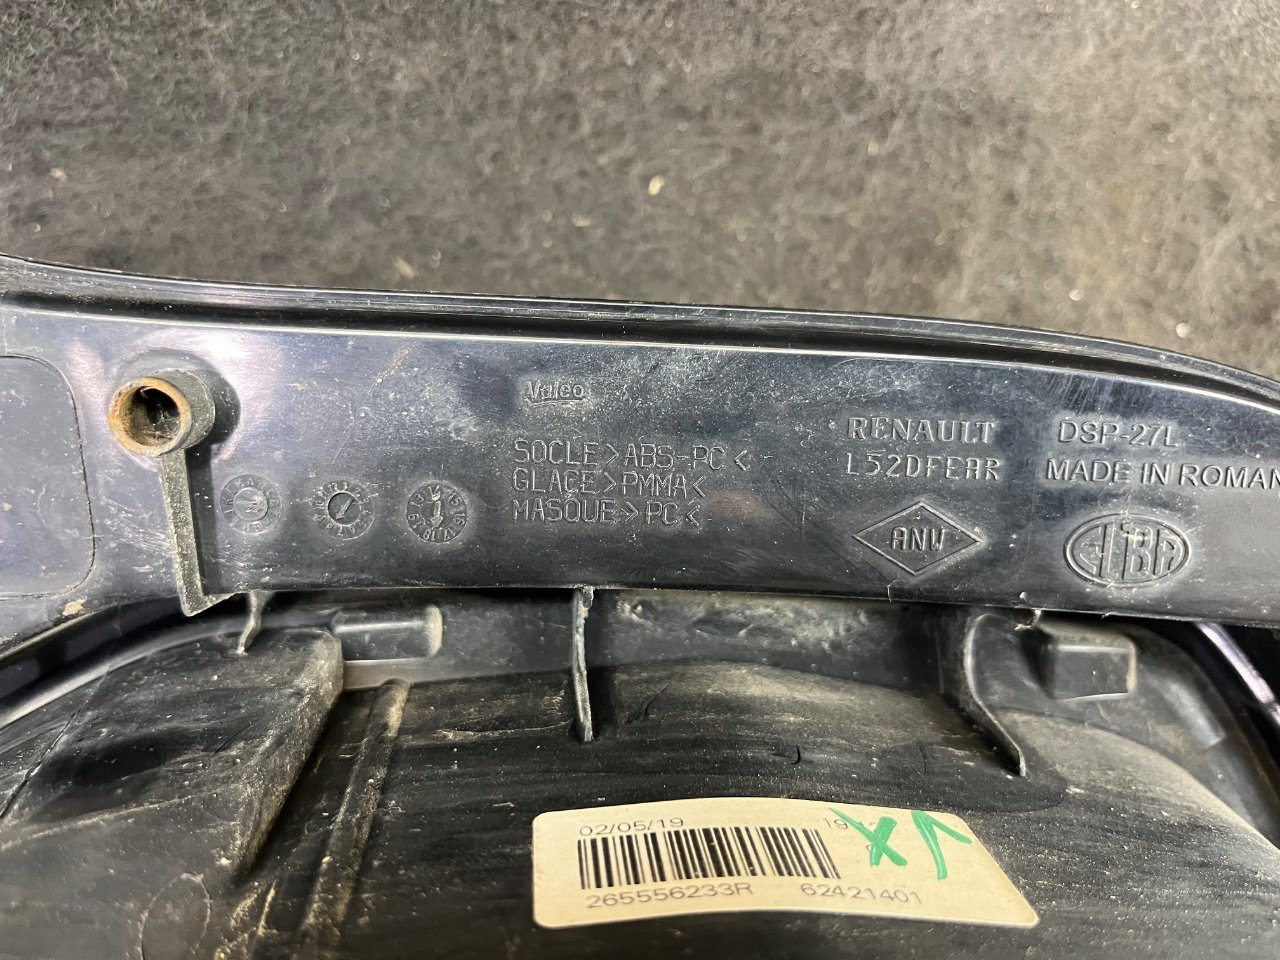 Valeo
SOCLE>ABS-PC<
GLACE>PMMA<
MASQUE>PC<
RENAULT
L52DFEAR
ANW
DSP-27L
MADE IN ROMAN
ELBA
02/05/19
265556233R 62421401